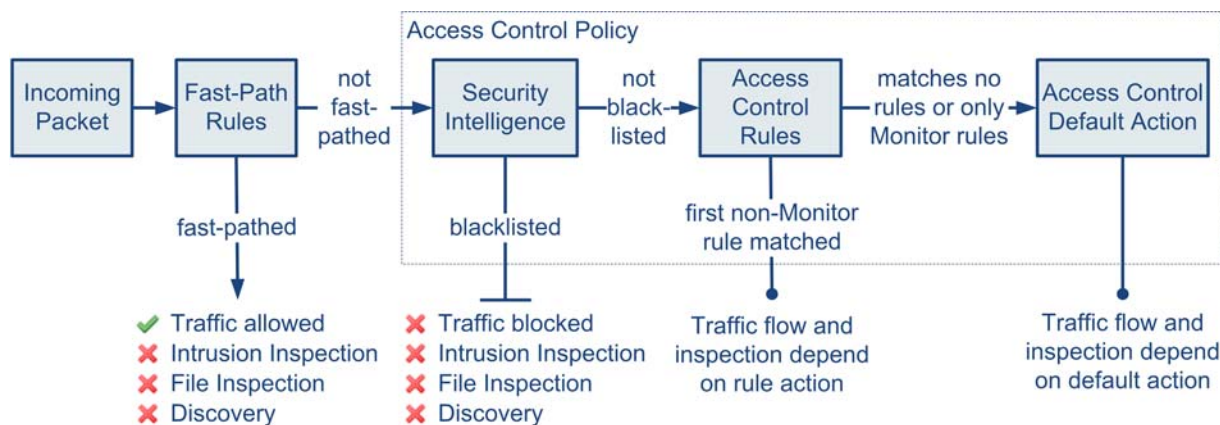 Access Control Policy
Incoming
Packet
Fast-Path
Rules
not
fast-
pathed
Security
Intelligence
not
black-
listed
Access
Control
Rules
matches no
rules or only
Monitor rules
Access Control
Default Action
fast-pathed
blacklisted
first non-Monitor
rule matched
Traffic allowed
Intrusion Inspection
File Inspection
Discovery
Traffic blocked
Intrusion Inspection
File Inspection
Discovery
Traffic flow and
inspection depend
on rule action
Traffic flow and
inspection depend
on default action